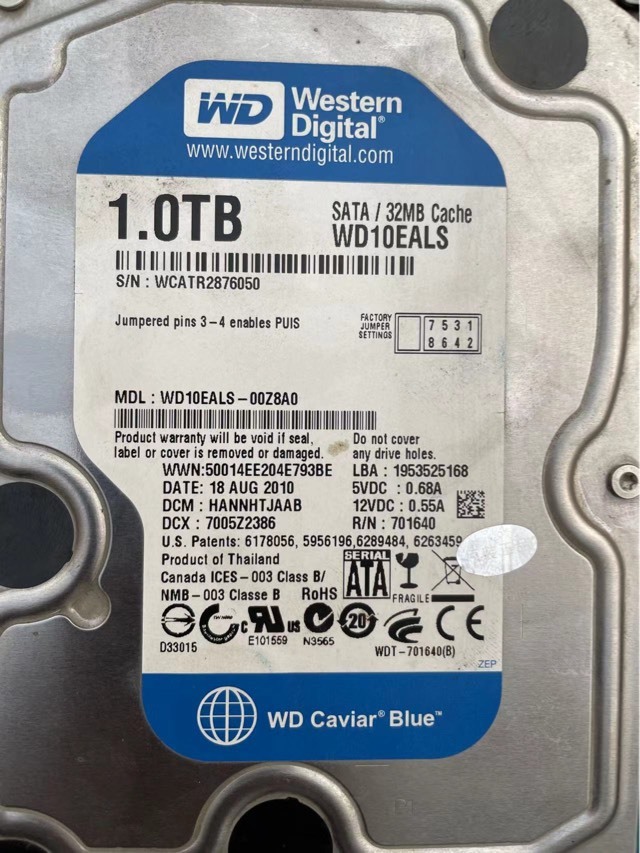 WD Western Digital®
www.westerndigital.com
1.0TB
SATA / 32MB Cache
WD10EALS
S/N : WCATR2876050
Jumpered pins 3-4 enables PUIS
FACTORY JUMPER SETTINGS
7 5 3 1
8 6 4 2
MDL : WD10EALS-00Z8A0
Product warranty will be void if seal,
label or cover is removed or damaged.
Do not cover
any drive holes.
WWN:50014EE204E793BE
DATE: 18 AUG 2010
DCM : HANNHTJAAB
DCX : 7005Z2386
LBA : 1953525168
5VDC : 0.68A
12VDC : 0.55A
R/N : 701640
U.S. Patents: 6178056, 5956196,6289484, 6263459
Product of Thailand
Canada ICES-003 Class B/
NMB-003 Classe B RoHS
SERIAL
ATA
FRAGILE
D33015
c RU us
E101559
N3565
20
CE
WDT-701640(B)
ZEP
WD Caviar® Blue™